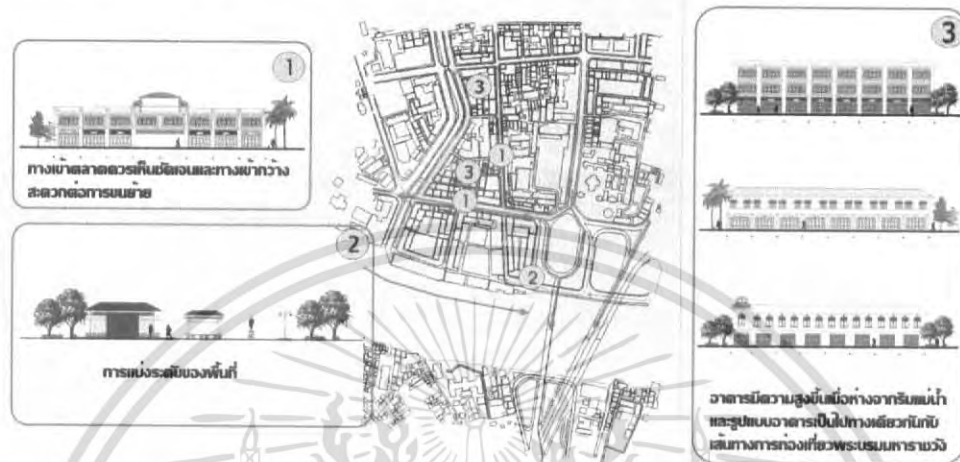 1
ทางเข้าตลาดควรเห็นชัดเจนและทางเข้ากว้าง
สะดวกต่อการขนย้าย
2
การแบ่งระดับของพื้นที่
3
1
3
1
2
3
อาคารมีความสูงขึ้นเมื่อห่างจากริมแม่น้ำ
และรูปแบบอาคารเป็นไปทางเดียวกันกับ
เส้นทางการท่องเที่ยวพระบรมมหาราชวัง